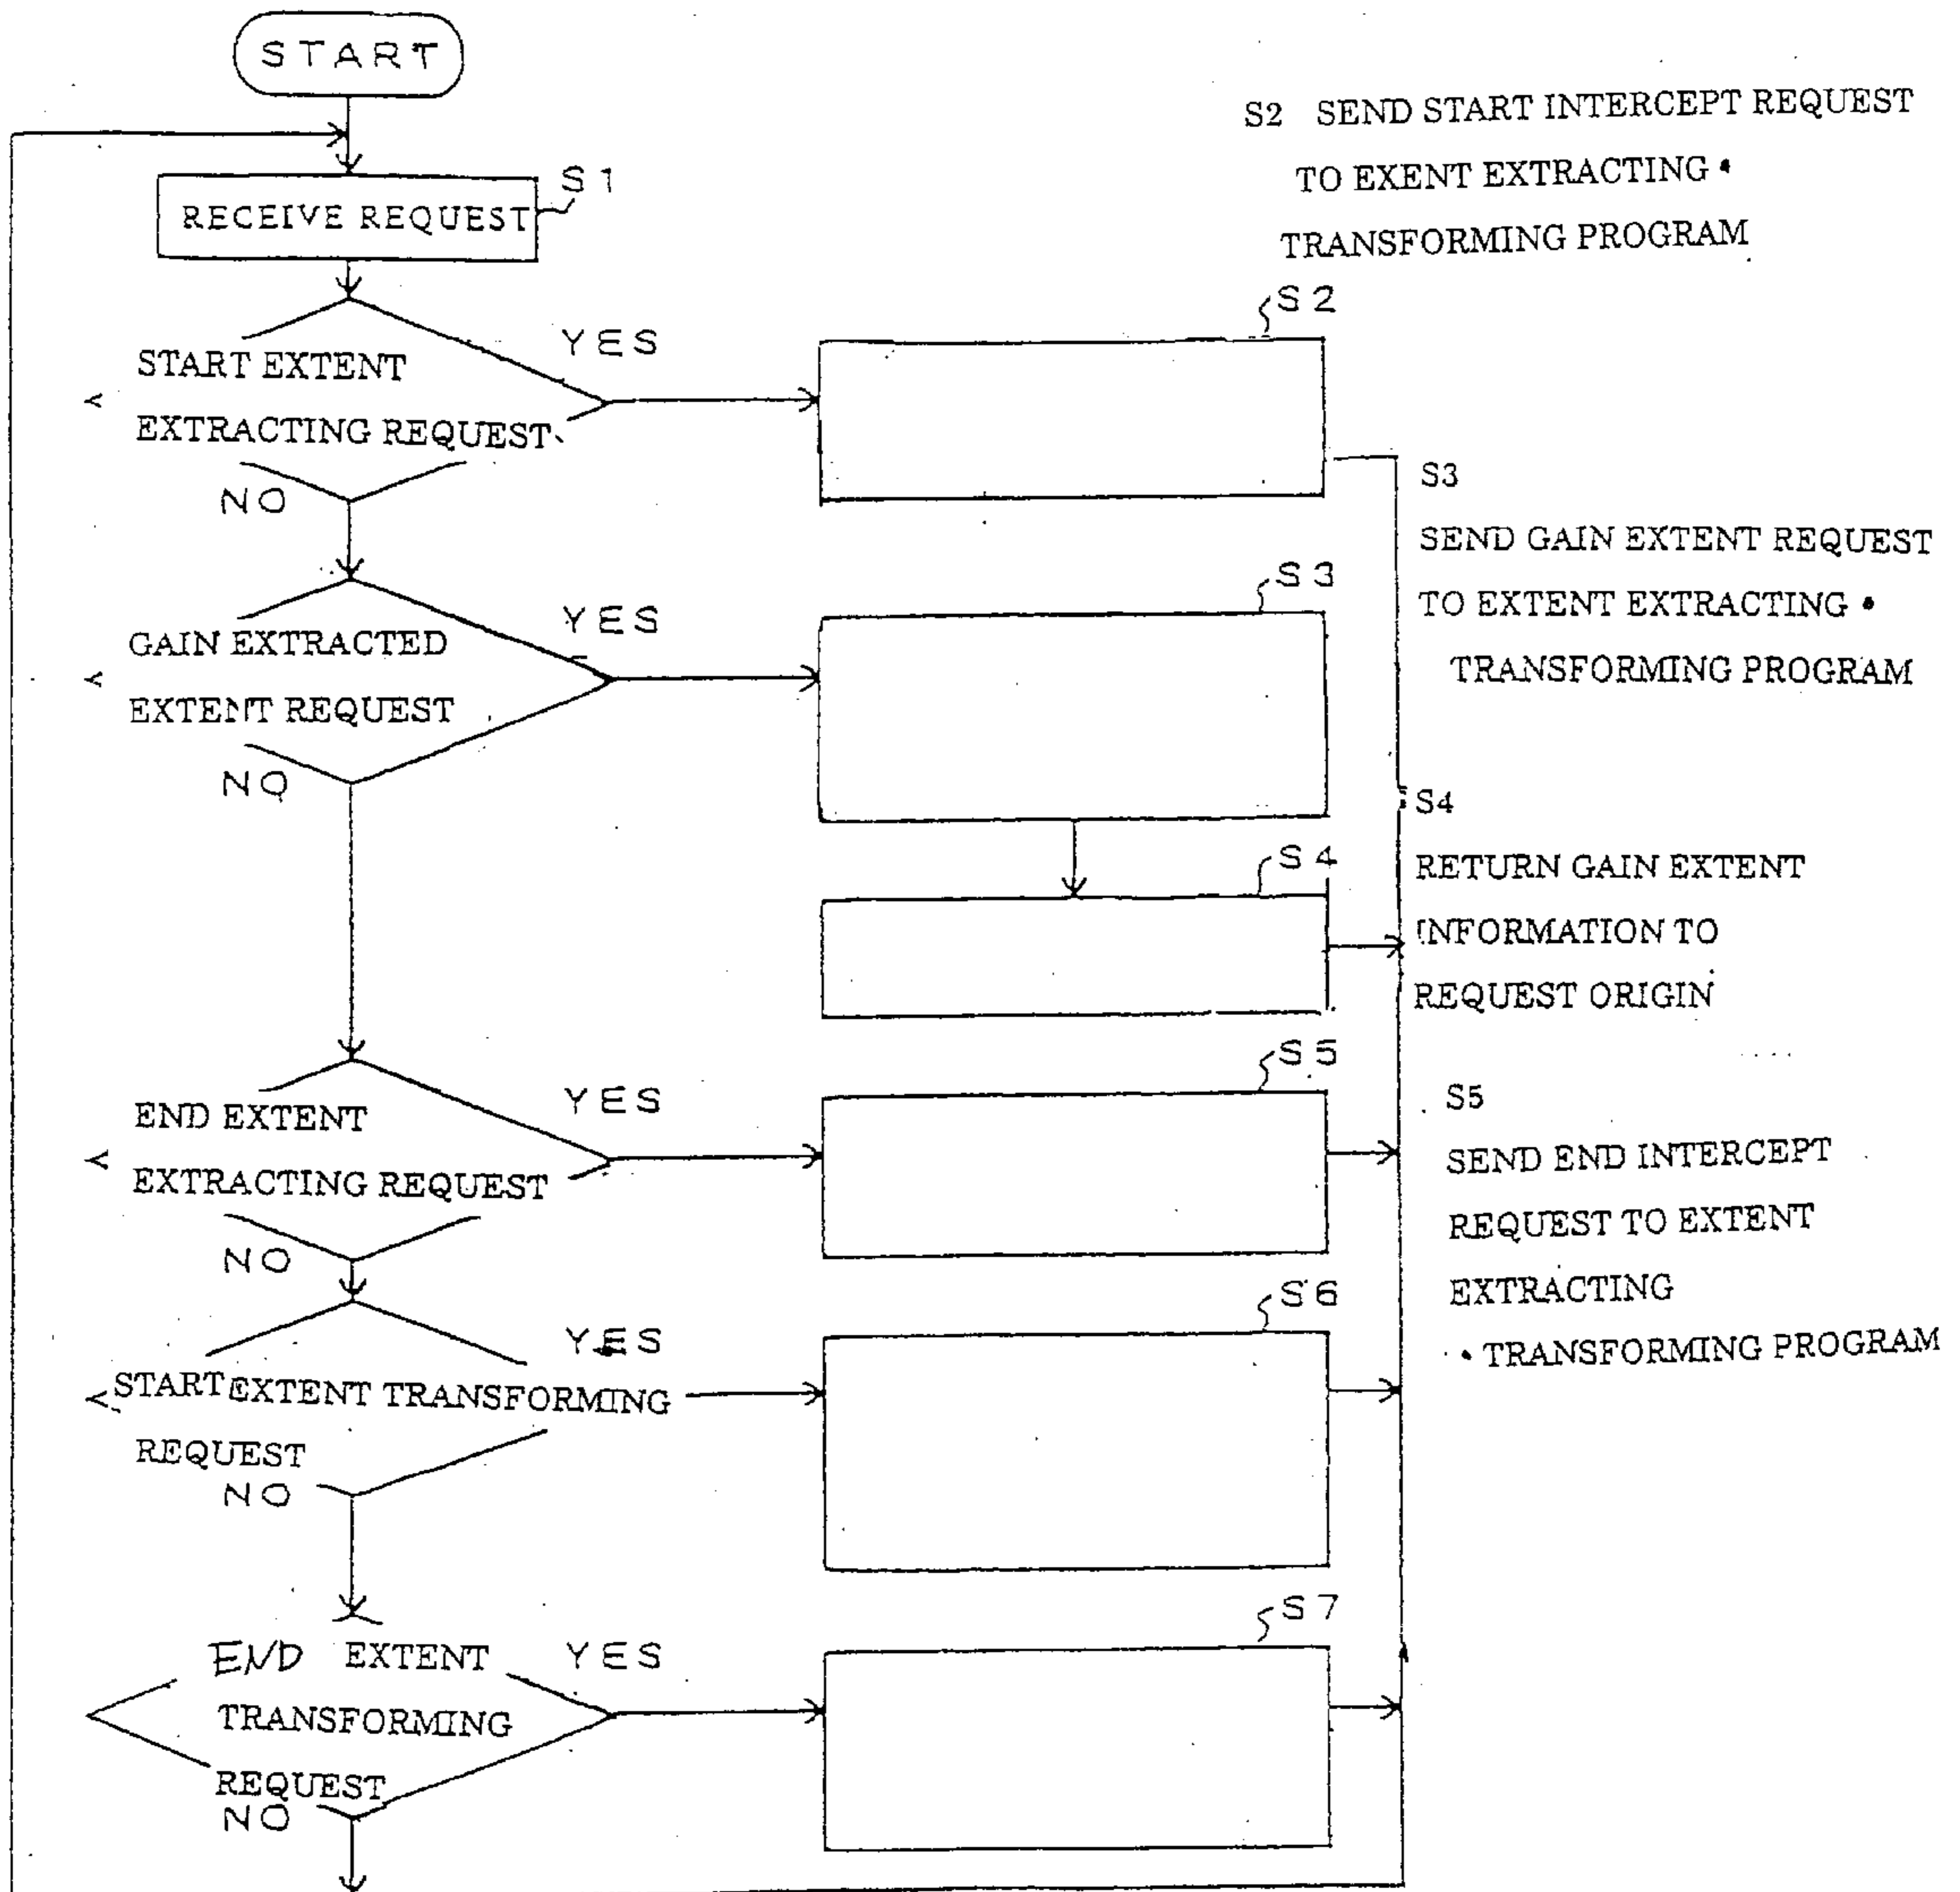 START
S2 SEND START INTERCEPT REQUEST
TO EXENT EXTRACTING •
TRANSFORMING PROGRAM
S1
RECEIVE REQUEST
S2
YES
START EXTENT
EXTRACTING REQUEST
NO
S3
SEND GAIN EXTENT REQUEST
TO EXTENT EXTRACTING •
TRANSFORMING PROGRAM
S3
YES
GAIN EXTRACTED
EXTENT REQUEST
NO
S4
RETURN GAIN EXTENT
INFORMATION TO
REQUEST ORIGIN
S4
S5
YES
END EXTENT
EXTRACTING REQUEST
NO
S5
SEND END INTERCEPT
REQUEST TO EXTENT
EXTRACTING
• TRANSFORMING PROGRAM
S6
YES
START EXTENT TRANSFORMING
REQUEST
NO
S7
YES
END EXTENT
TRANSFORMING
REQUEST
NO